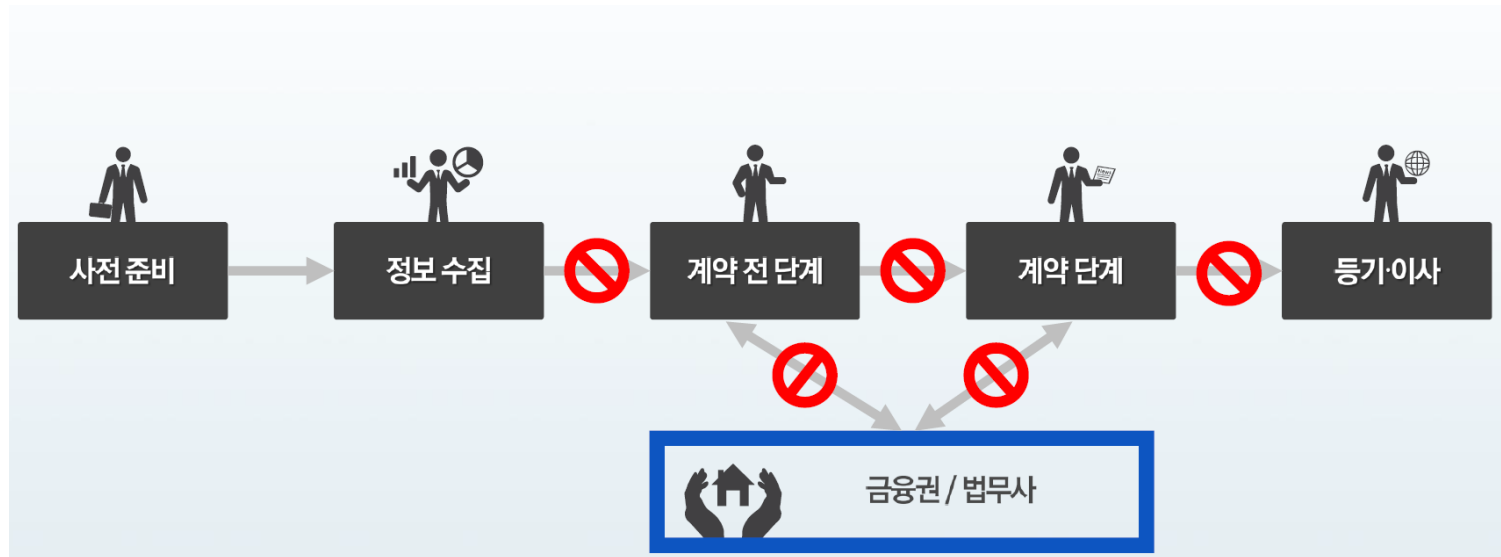 사전 준비
정보 수집
계약 전 단계
계약 단계
등기·이사
금융권 / 법무사